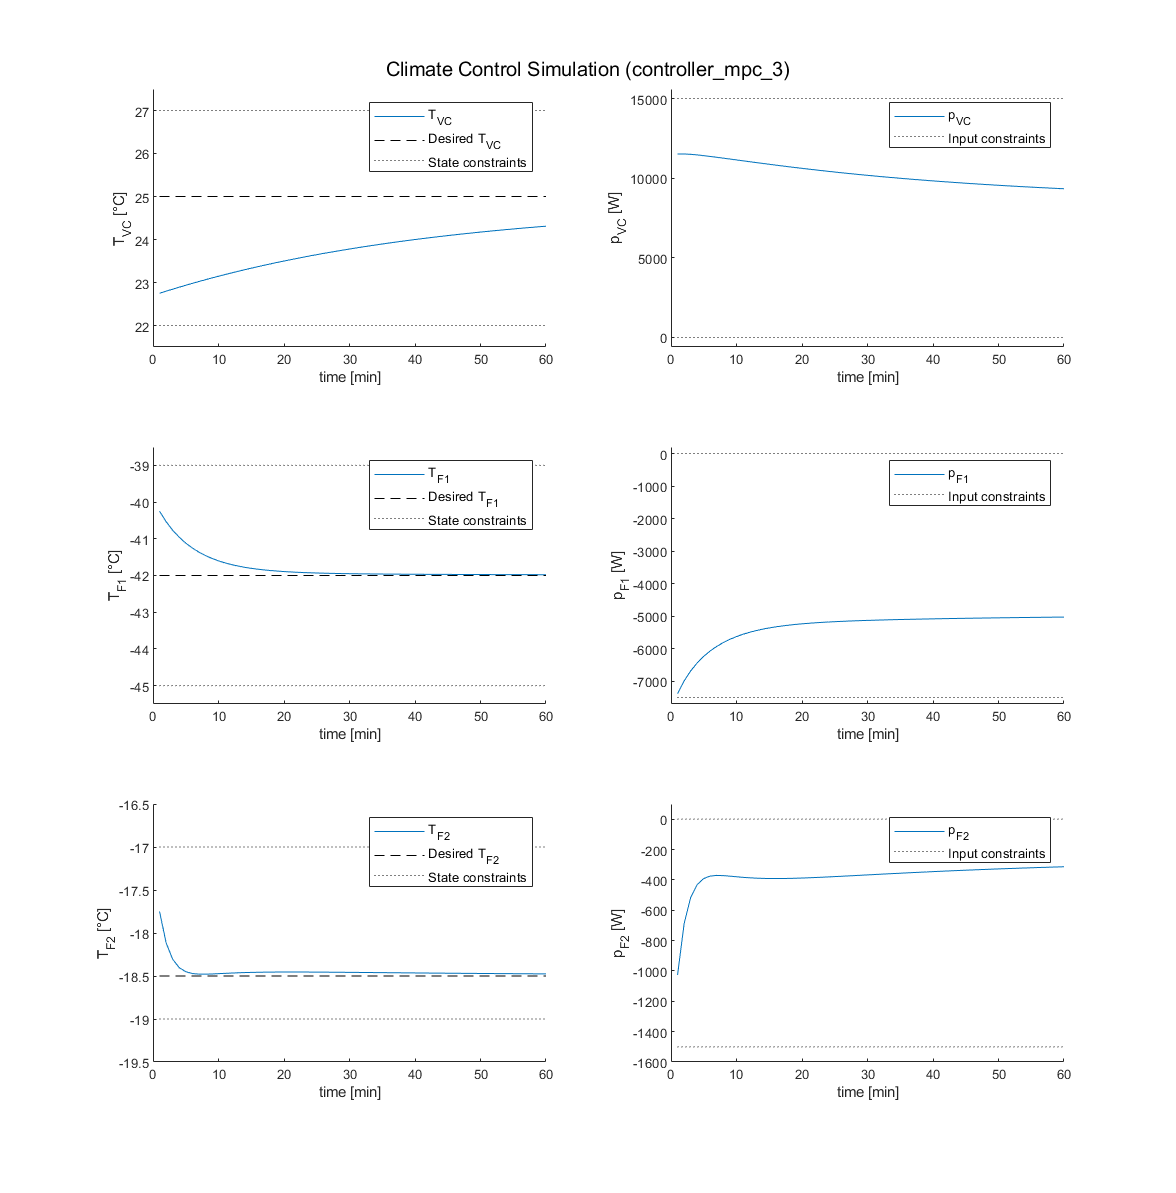 Climate Control Simulation (controller_mpc_3)
27
26
25
24
23
22
T_VC [°C]
0 10 20 30 40 50 60
time [min]
T_VC
Desired T_VC
State constraints
15000
10000
5000
0
p_VC [W]
0 10 20 30 40 50 60
time [min]
p_VC
Input constraints
-39
-40
-41
-42
-43
-44
-45
T_F1 [°C]
0 10 20 30 40 50 60
time [min]
T_F1
Desired T_F1
State constraints
0
-1000
-2000
-3000
-4000
-5000
-6000
-7000
p_F1 [W]
0 10 20 30 40 50 60
time [min]
p_F1
Input constraints
-16.5
-17
-17.5
-18
-18.5
-19
-19.5
T_F2 [°C]
0 10 20 30 40 50 60
time [min]
T_F2
Desired T_F2
State constraints
0
-200
-400
-600
-800
-1000
-1200
-1400
-1600
p_F2 [W]
0 10 20 30 40 50 60
time [min]
p_F2
Input constraints